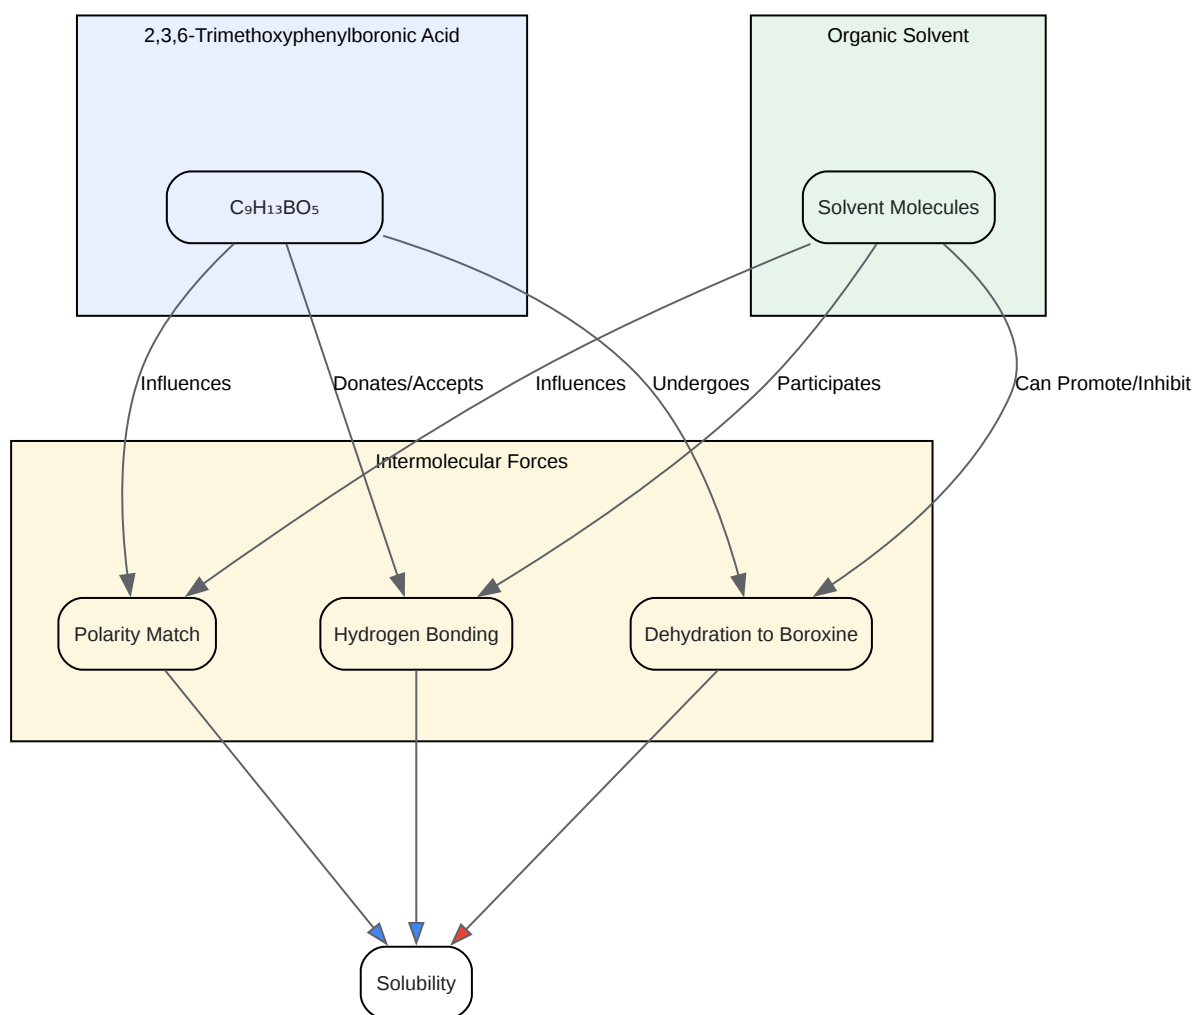 2,3,6-Trimethoxyphenylboronic Acid
Organic Solvent
C₉H₁₃BO₅
Solvent Molecules
Influences
Donates/Accepts
Influences
Undergoes
Participates
Can Promote/Inhibit
Intermolecular Forces
Polarity Match
Hydrogen Bonding
Dehydration to Boroxine
Solubility